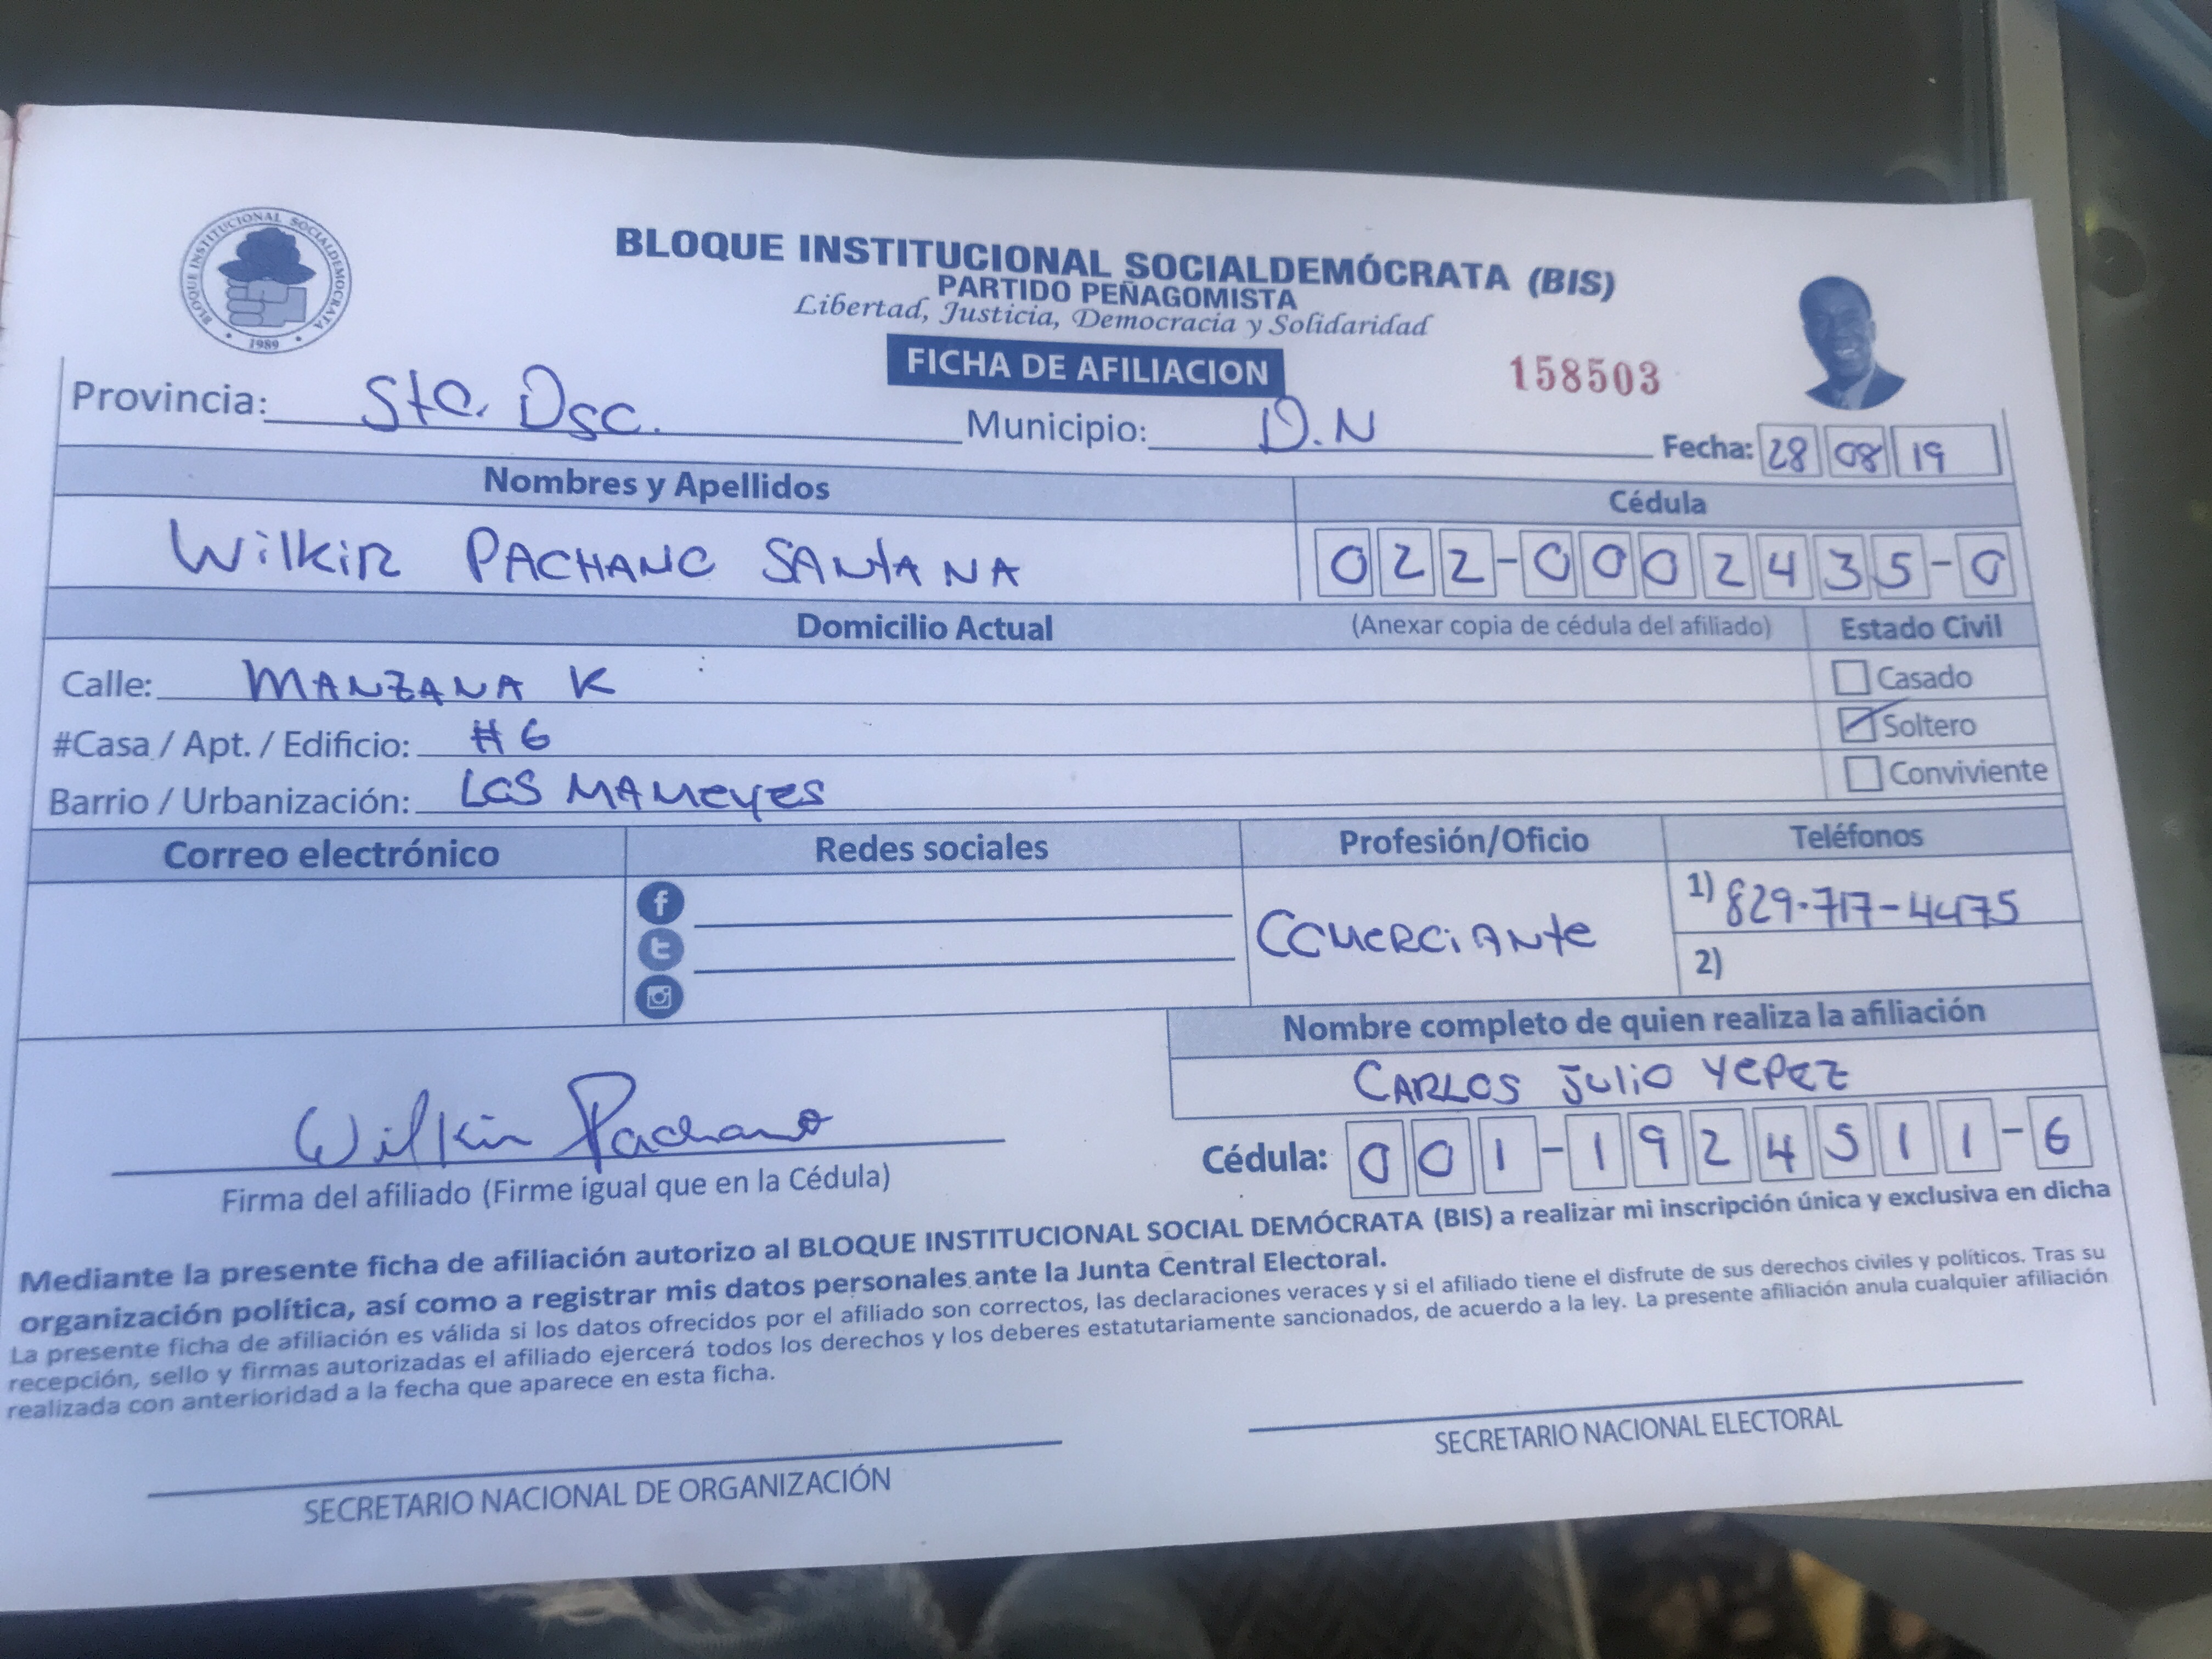 BLOQUE INSTITUCIONAL SOCIALDEMOCRATA
1989
BLOQUE INSTITUCIONAL SOCIALDEMÓCRATA (BIS)
PARTIDO PEÑAGOMISTA
Libertad, Justicia, Democracia y Solidaridad
FICHA DE AFILIACION
158503
Provincia: Sto. Dgo. Municipio: D.N Fecha: 28 08 19
Nombres y Apellidos Cédula
Wilkin PACHANO SANTANA 022-0002435-0
Domicilio Actual (Anexar copia de cédula del afiliado) Estado Civil
Calle: MANZANA K Casado
#Casa / Apt. / Edificio: # 6 Soltero
Barrio / Urbanización: LOS MAMeyes Conviviente
Correo electrónico Redes sociales Profesión/Oficio Teléfonos
COMERCiANte 1) 829-717-4475
2)
Nombre completo de quien realiza la afiliación
CARLOS Julio YEPEZ
Wilkin Pachano
Cédula: 001-1924511-6
Firma del afiliado (Firme igual que en la Cédula)
Mediante la presente ficha de afiliación autorizo al BLOQUE INSTITUCIONAL SOCIAL DEMÓCRATA (BIS) a realizar mi inscripción única y exclusiva en dicha
organización política, así como a registrar mis datos personales ante la Junta Central Electoral.
La presente ficha de afiliación es válida si los datos ofrecidos por el afiliado son correctos, las declaraciones veraces y si el afiliado tiene el disfrute de sus derechos civiles y políticos. Tras su
recepción, sello y firmas autorizadas el afiliado ejercerá todos los derechos y los deberes estatutariamente sancionados, de acuerdo a la ley. La presente afiliación anula cualquier afiliación
realizada con anterioridad a la fecha que aparece en esta ficha.
SECRETARIO NACIONAL DE ORGANIZACIÓN SECRETARIO NACIONAL ELECTORAL